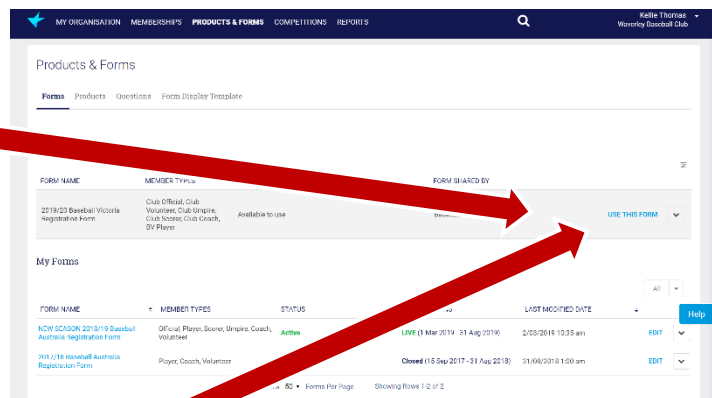 MY ORGANISATION MEMBERSHIPS PRODUCTS & FORMS COMPETITIONS REPORTS
Kellie Thomas
Waverley Baseball Club
Products & Forms
Forms Products Questions Form Display Template
FORM NAME MEMBER TYPES FORM SHARED BY
2019/20 Baseball Victoria
Registration Form
Club Official, Club
Volunteer, Club Umpire,
Club Scorer, Club Coach,
BV Player
Available to use
USE THIS FORM
My Forms
All
FORM NAME MEMBER TYPES STATUS LAST MODIFIED DATE
Help
NEW SEASON 2018/19 Baseball
Australia Registration Form
Official, Player, Scorer, Umpire, Coach,
Volunteer
Active LIVE (1 Mar 2019 - 31 Aug 2019) 2/03/2019 10:35 am EDIT
2017/18 Baseball Australia
Registration Form
Player, Coach, Volunteer Closed (15 Sep 2017 - 31 Aug 2018) 31/08/2018 1:00 am EDIT
50 Forms Per Page Showing Rows 1-2 of 2